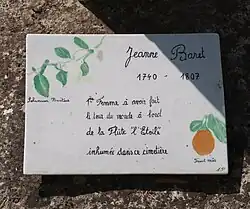 Jeanne Baret
1740 - 1807
1ère Femme à avoir fait
le tour du monde à bord
de la Flûte l'Etoile
inhumée dans ce cimetière